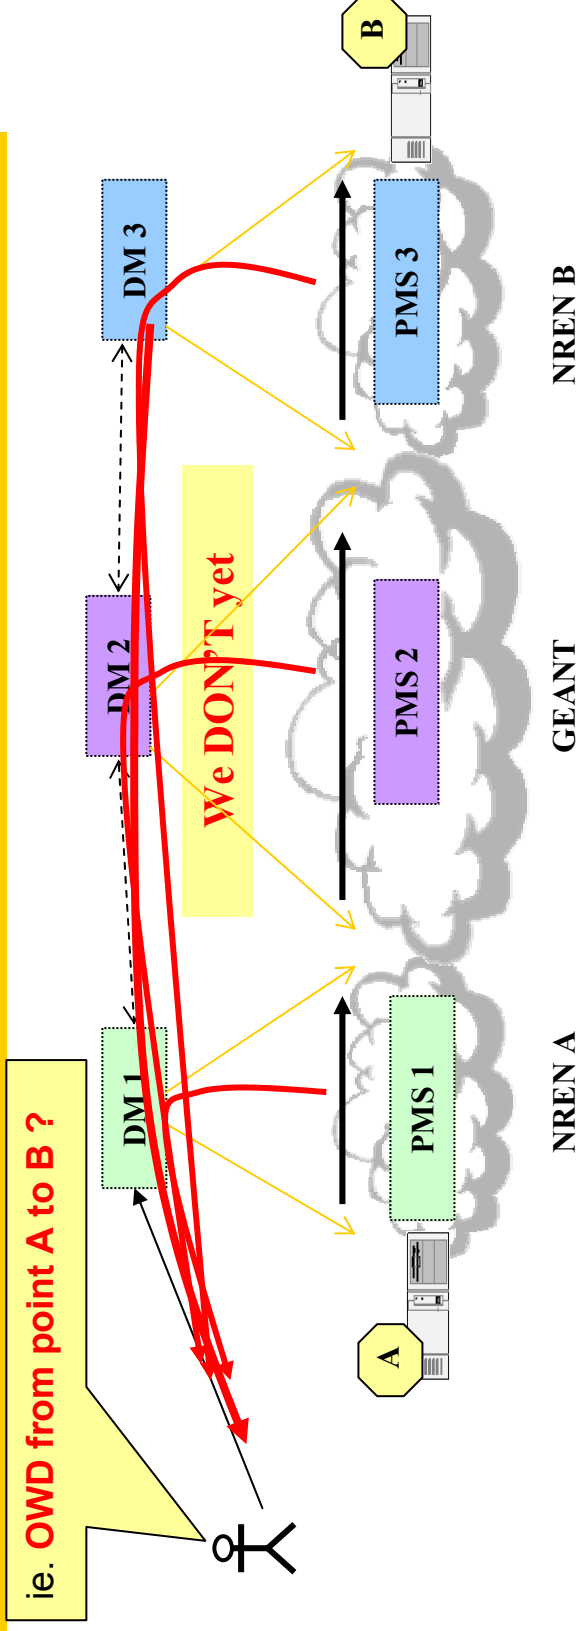 ie. OWD from point A to B ?
DM 1
DM 2
DM 3
We DON'T yet
A
PMS 1
PMS 2
PMS 3
B
NREN A
GEANT
NREN B